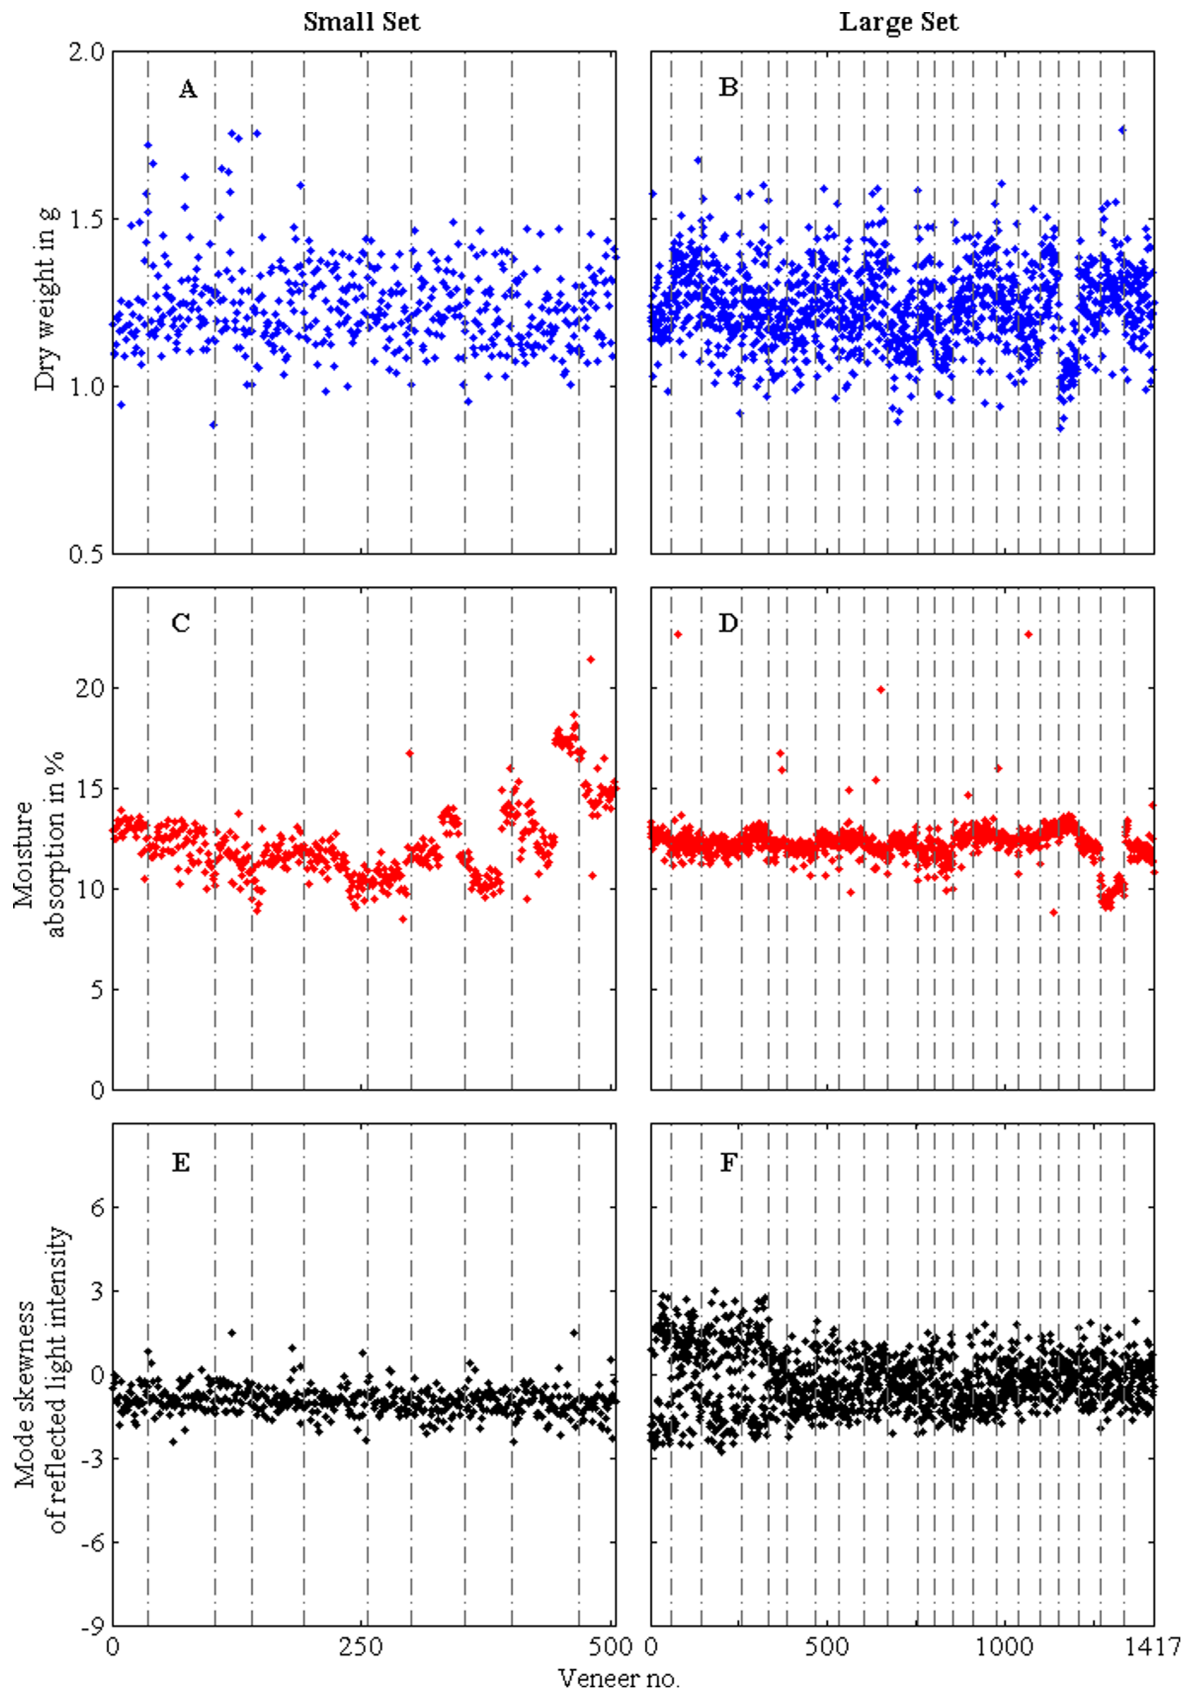 Small Set
Large Set
2.0
1.5
1.0
0.5
Dry weight in g
A
B
20
15
10
5
0
Moisture
absorption in %
C
D
6
3
0
-3
-6
-9
Mode skewness
of reflected light intensity
E
F
0
250
500
0
500
1000
1417
Veneer no.